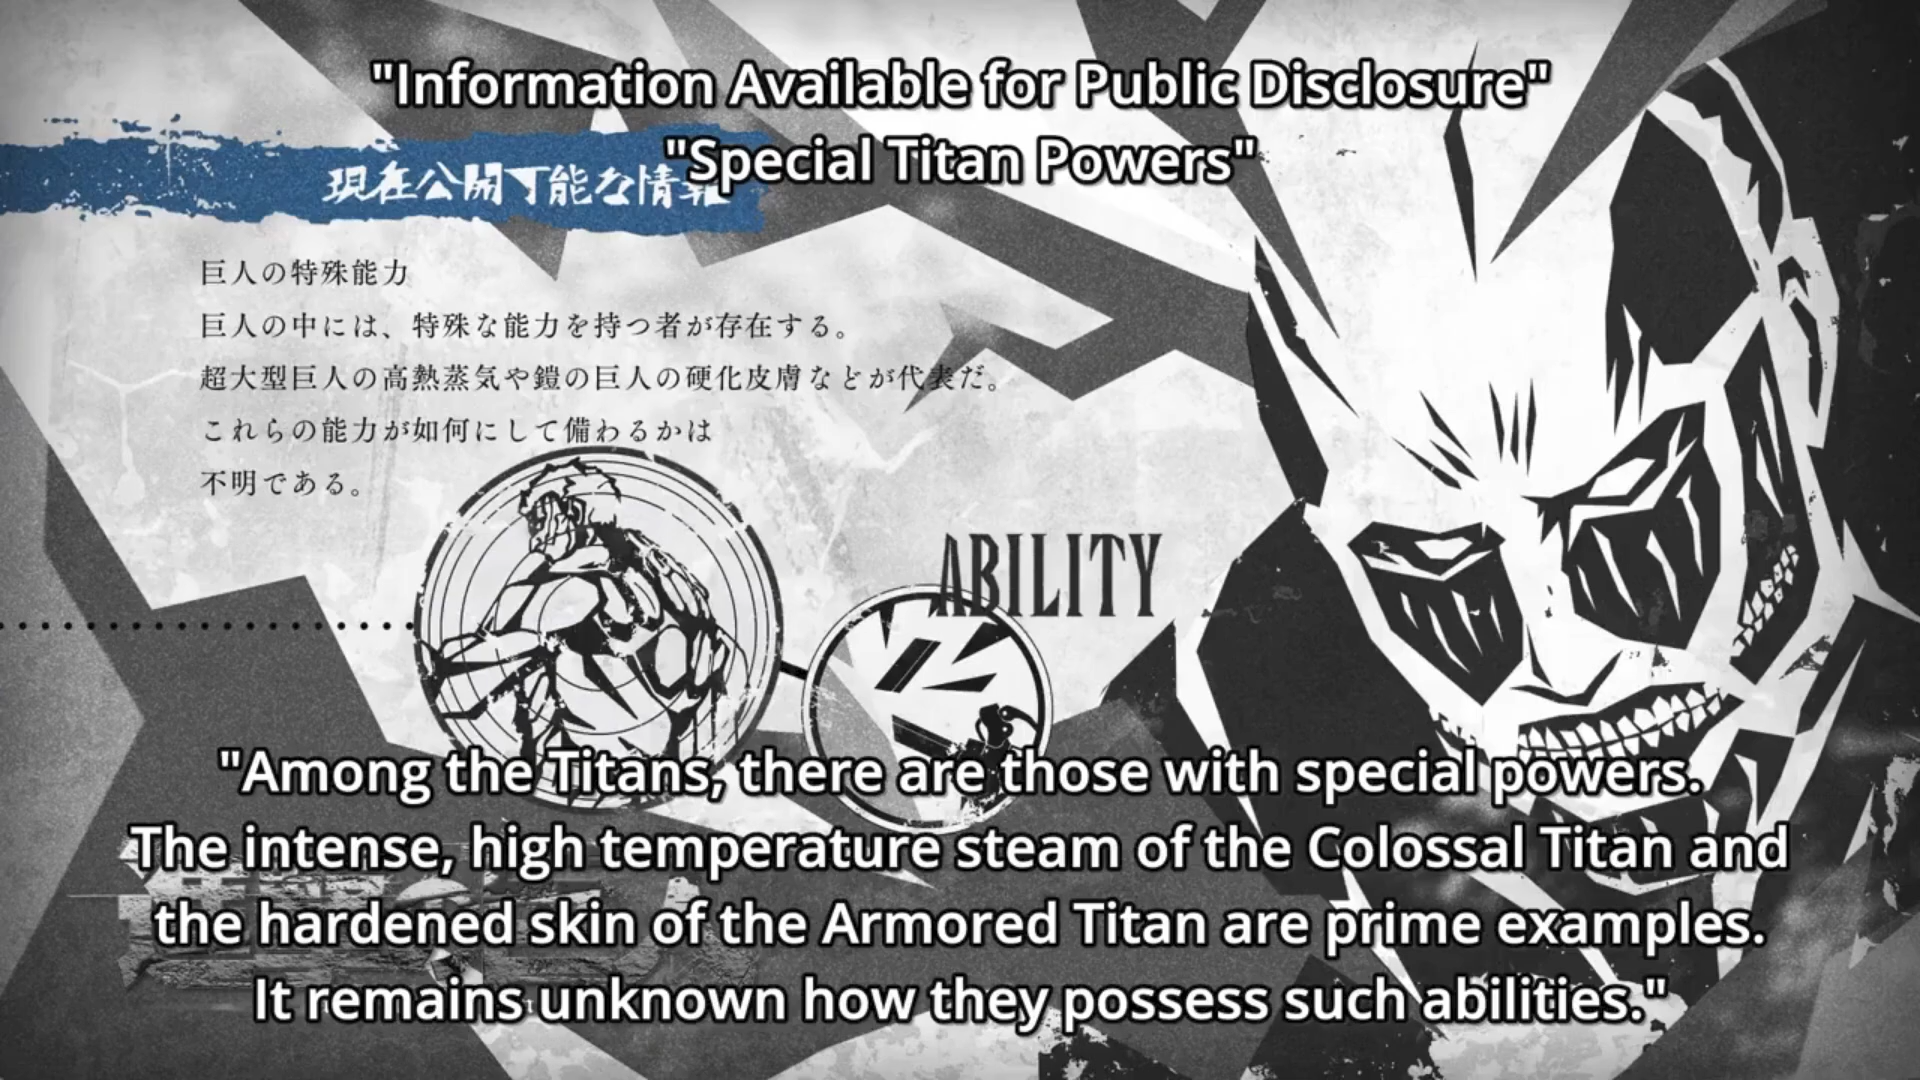 "Information Available for Public Disclosure"
"Special Titan Powers"
現在公開可能な情報
巨人の特殊能力
巨人の中には、特殊な能力を持つ者が存在する。
超大型巨人の高熱蒸気や鎧の巨人の硬化皮膚などが代表だ。
これらの能力が如何にして備わるかは
不明である。
ABILITY
"Among the Titans, there are those with special powers.
The intense, high temperature steam of the Colossal Titan and
the hardened skin of the Armored Titan are prime examples.
It remains unknown how they possess such abilities."